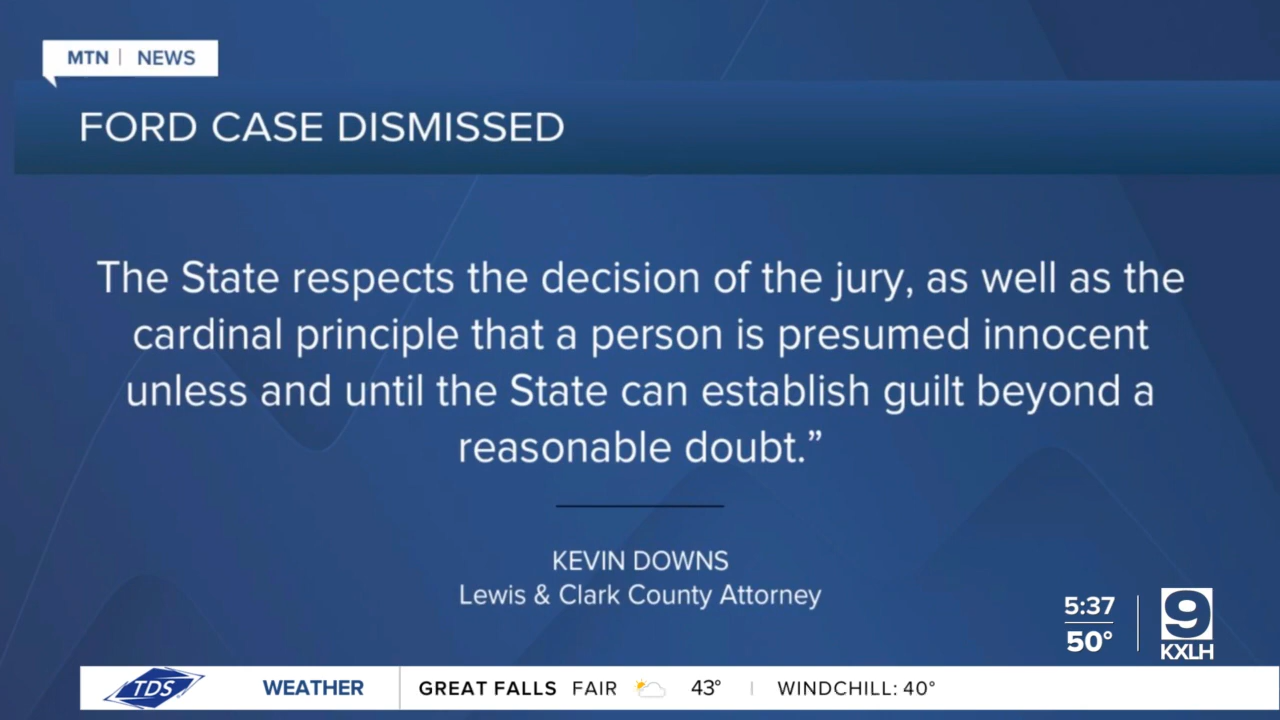 MTN | NEWS
FORD CASE DISMISSED
The State respects the decision of the jury, as well as the
cardinal principle that a person is presumed innocent
unless and until the State can establish guilt beyond a
reasonable doubt.”
KEVIN DOWNS
Lewis & Clark County Attorney
5:37
50°
9
KXLH
TDS WEATHER GREAT FALLS FAIR 43° | WINDCHILL: 40°